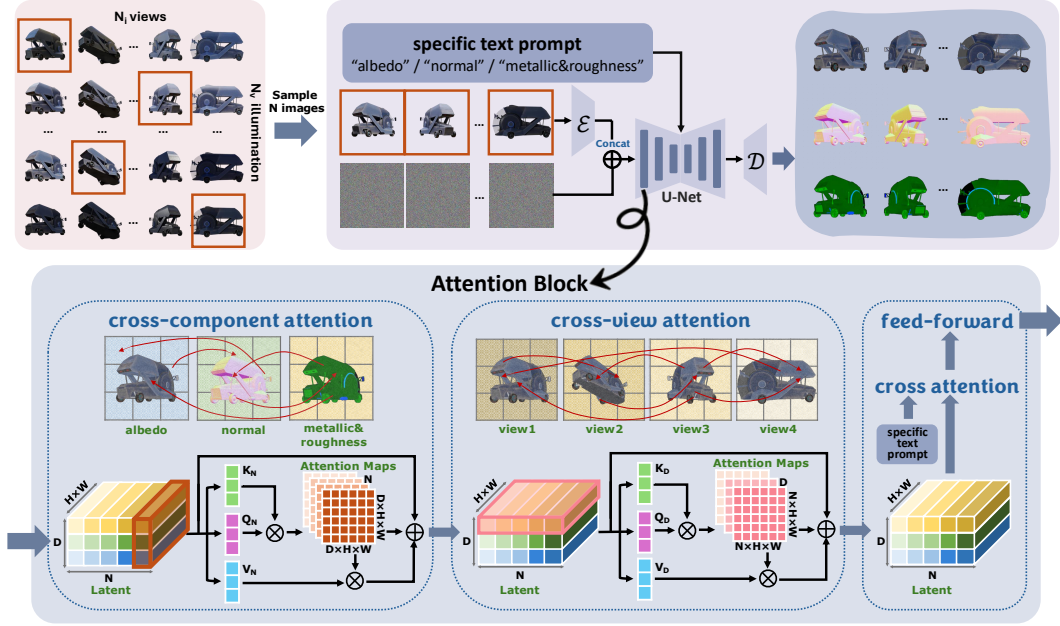 N_i views
N_v illumination
...
...
...
...
...
...
...
Sample
N images
specific text prompt
“albedo” / “normal” / “metallic&roughness”
...
...
ℰ
Concat
U-Net
𝒟
...
...
...
Attention Block
cross-component attention
albedo
normal
metallic&
roughness
H×W
D
N
Latent
K_N
Q_N
V_N
Attention Maps
N
D×H×W
D×H×W
cross-view attention
view1
view2
view3
view4
H×W
D
N
Latent
K_D
Q_D
V_D
Attention Maps
D
N×H×W
N×H×W
feed-forward
cross attention
specific
text
prompt
H×W
D
N
Latent